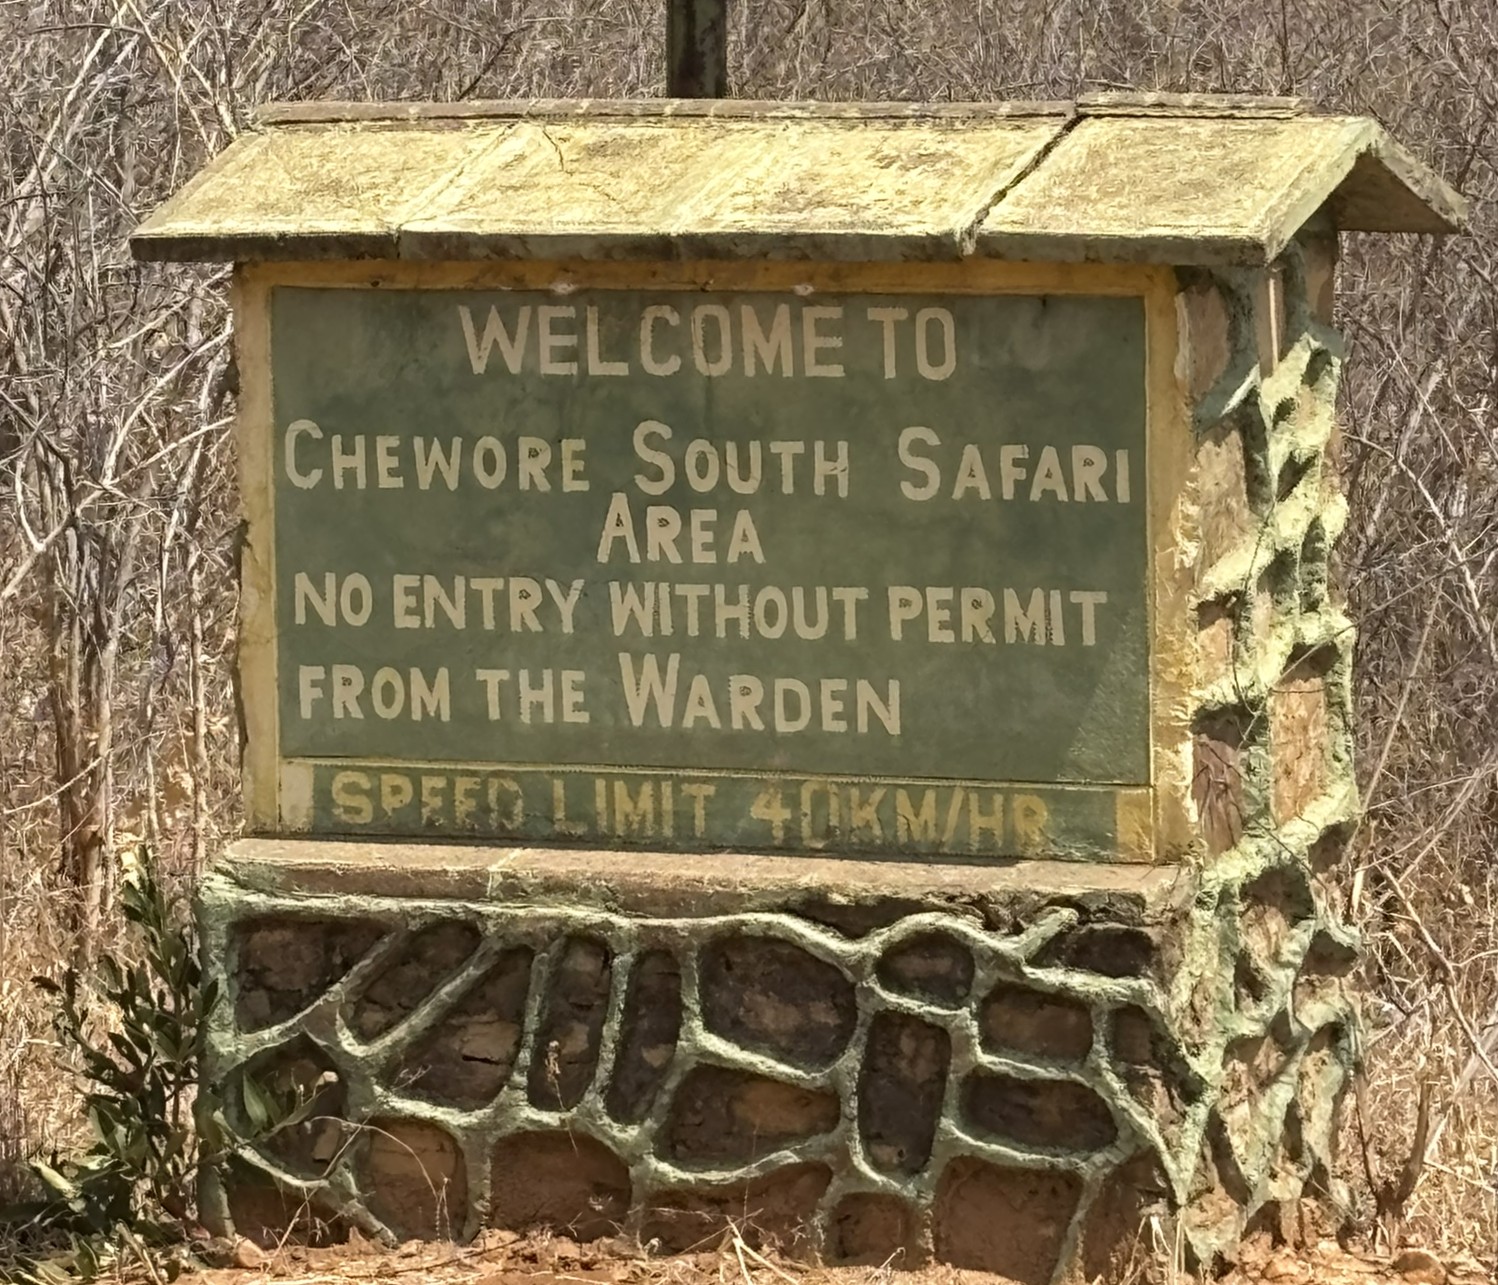 WELCOME TO
CHEWORE SOUTH SAFARI
AREA
NO ENTRY WITHOUT PERMIT
FROM THE WARDEN
SPEED LIMIT 40KM/HR